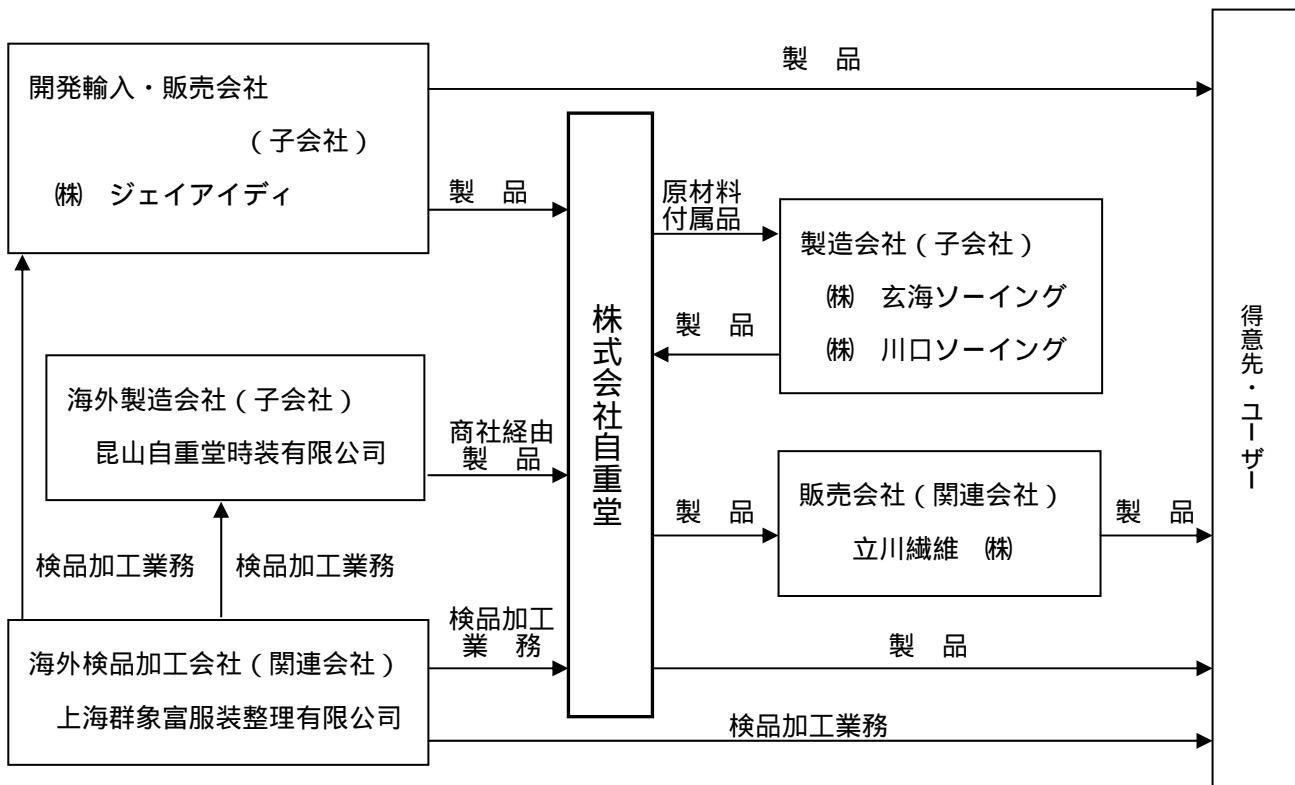 製　品
開発輸入・販売会社
（子会社）
㈱　ジェイアイディ
製　品
原材料
付属品
製造会社（子会社）
㈱　玄海ソーイング
㈱　川口ソーイング
製　品
株式会社自重堂
得意先・ユーザー
海外製造会社（子会社）
昆山自重堂時装有限公司
商社経由
製　品
販売会社（関連会社）
立川繊維　㈱
製　品
製　品
検品加工業務
検品加工業務
海外検品加工会社（関連会社）
上海群象富服装整理有限公司
検品加工
業　務
製　品
検品加工業務